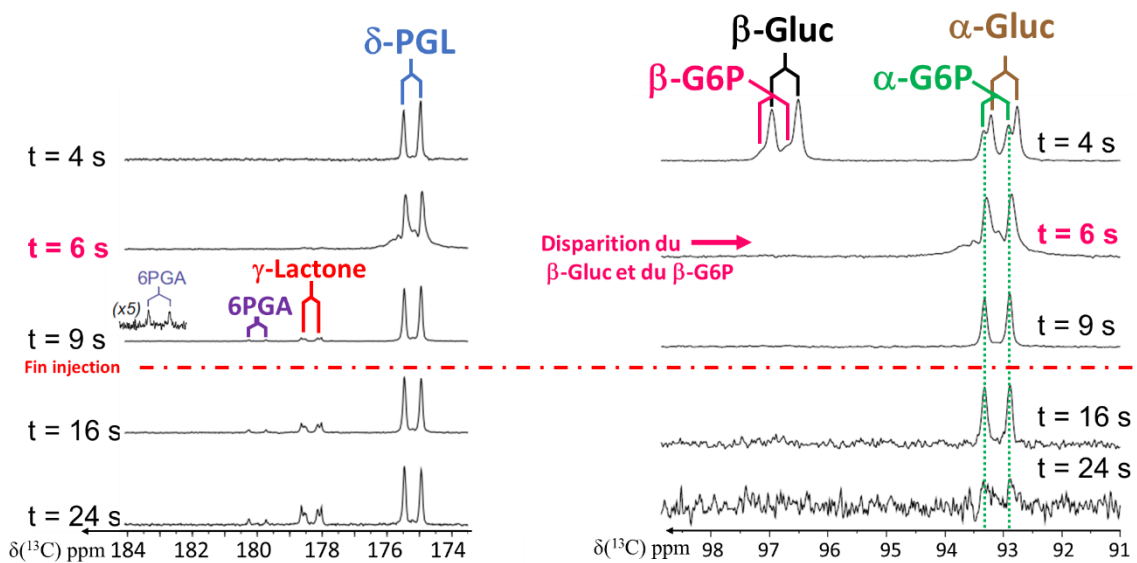 δ-PGL
t = 4 s
t = 6 s
6PGA
(x5)
6PGA
γ-Lactone
t = 9 s
Fin injection
t = 16 s
t = 24 s
184 182 180 178 176 174
δ(¹³C) ppm
β-Gluc
α-Gluc
β-G6P
α-G6P
t = 4 s
Disparition du
β-Gluc et du β-G6P
t = 6 s
t = 9 s
t = 16 s
t = 24 s
δ(¹³C) ppm
98 97 96 95 94 93 92 91